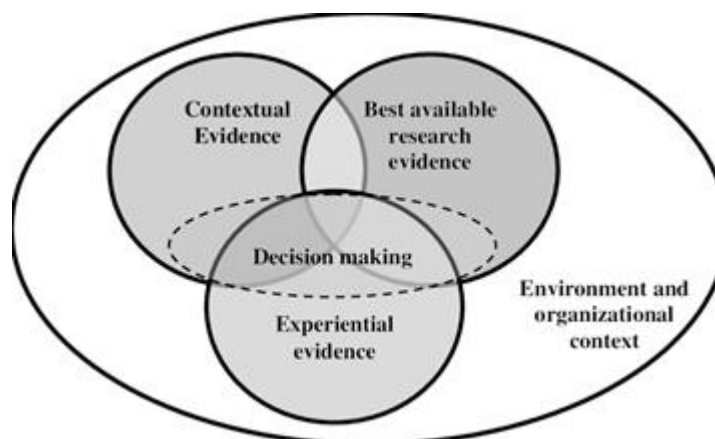 Contextual
Evidence
Best available
research
evidence
Decision making
Experiential
evidence
Environment and
organizational
context